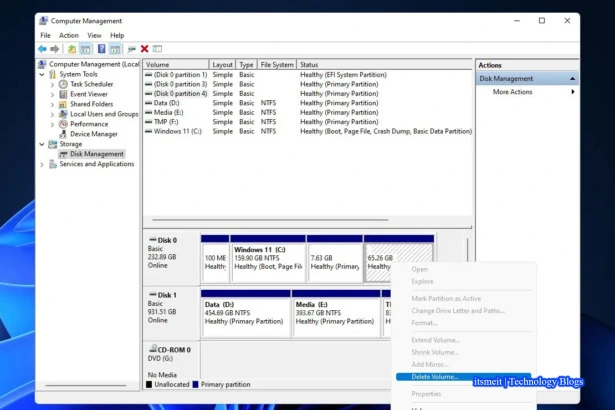 Computer Management
File Action View Help
Computer Management (Local
System Tools
Task Scheduler
Event Viewer
Shared Folders
Local Users and Groups
Performance
Device Manager
Storage
Disk Management
Services and Applications
Volume Layout Type File System Status
(Disk 0 partition 1) Simple Basic Healthy (EFI System Partition)
(Disk 0 partition 3) Simple Basic Healthy (Primary Partition)
(Disk 0 partition 4) Simple Basic Healthy (Primary Partition)
Data (D:) Simple Basic NTFS Healthy (Primary Partition)
Media (E:) Simple Basic NTFS Healthy (Primary Partition)
TMP (F:) Simple Basic NTFS Healthy (Primary Partition)
Windows 11 (C:) Simple Basic NTFS Healthy (Boot, Page File, Crash Dump, Basic Data Partition)
Actions
Disk Management
More Actions
Disk 0
Basic
232.89 GB
Online
100 ME
Healthy
Windows 11 (C:)
159.90 GB NTFS
Healthy (Boot, Page Fil
7.63 GB
Healthy (Primary
65.26 GB
Healthy
Disk 1
Basic
931.51 GB
Online
Data (D:)
454.69 GB NTFS
Healthy (Primary Partition)
Media (E:)
393.67 GB NTFS
Healthy (Primary Partition)
CD-ROM 0
DVD (G:)
No Media
Unallocated Primary partition
Open
Explore
Mark Partition as Active
Change Drive Letter and Paths...
Format...
Extend Volume...
Shrink Volume...
Add Mirror...
Delete Volume...
Properties
itsmeit | Technology Blogs